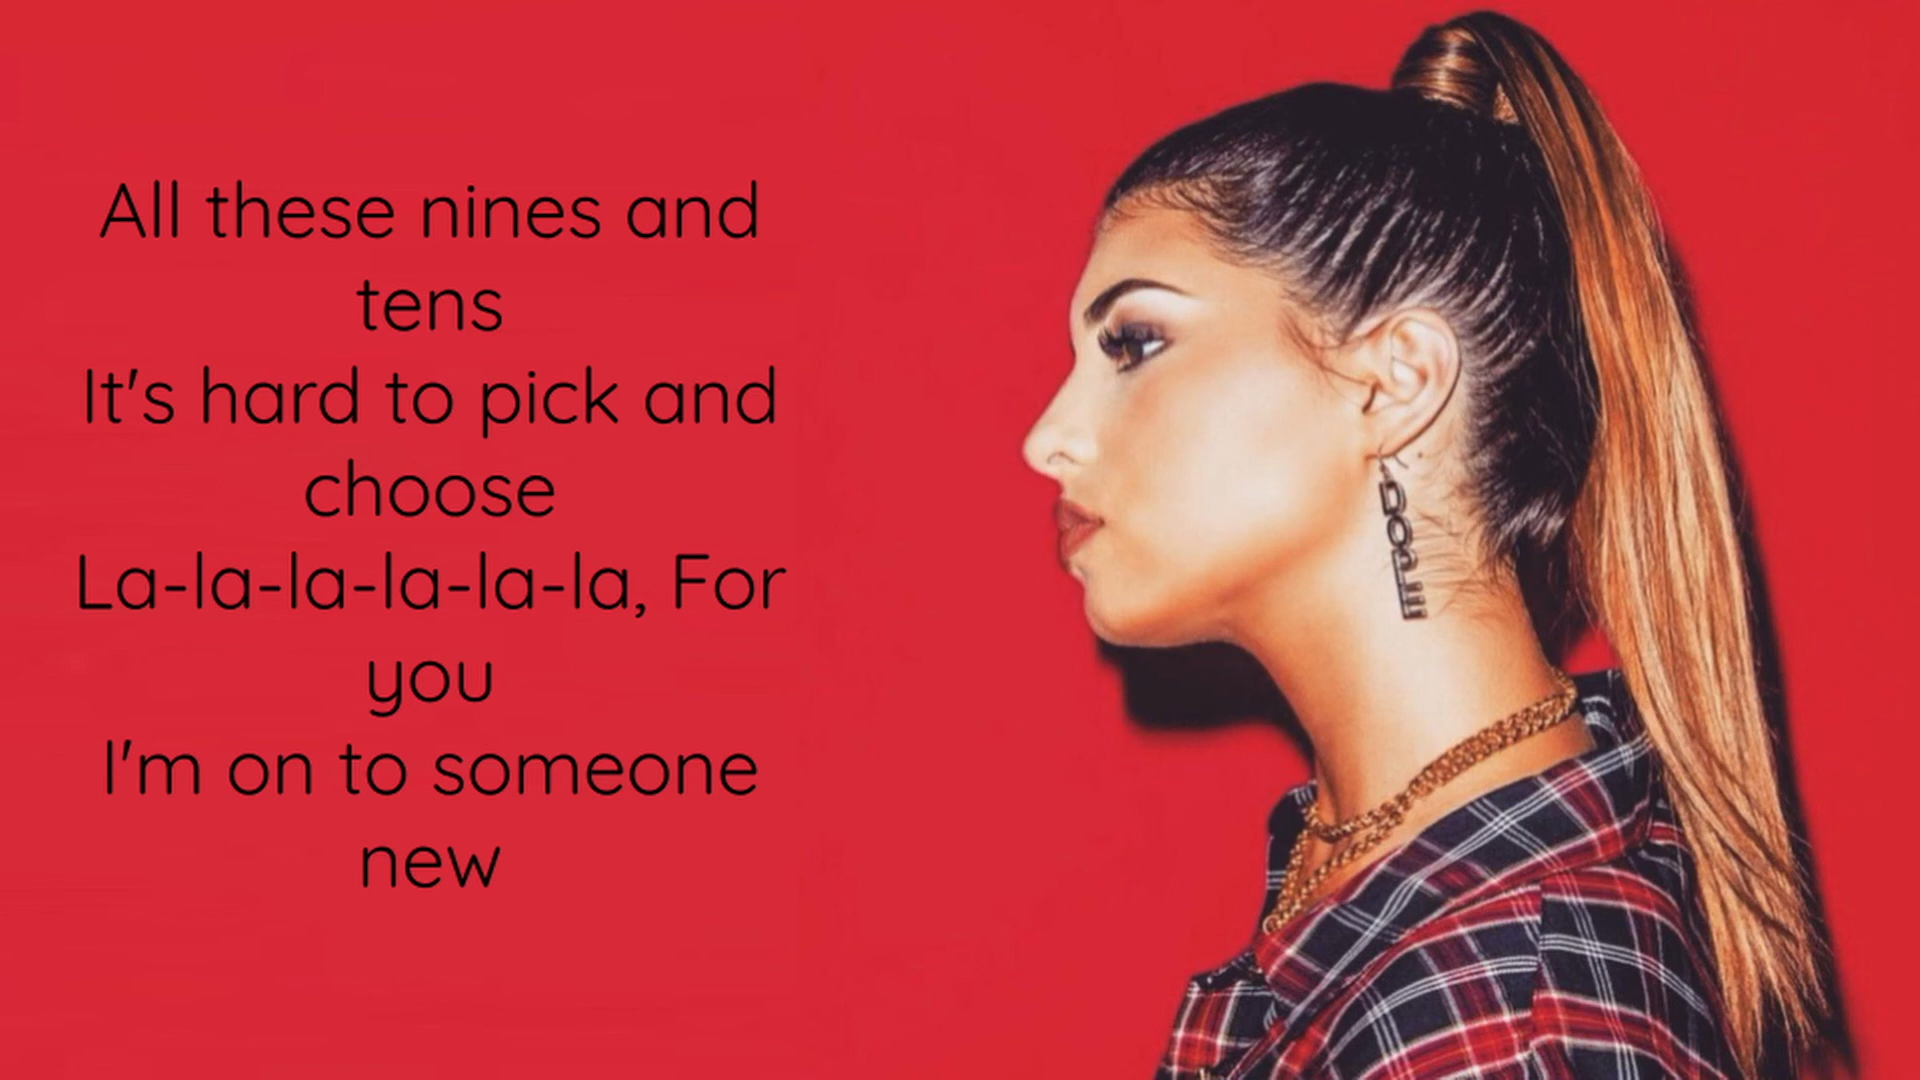 All these nines and
tens
It's hard to pick and
choose
La-la-la-la-la-la, For
you
I'm on to someone
new
DOPE